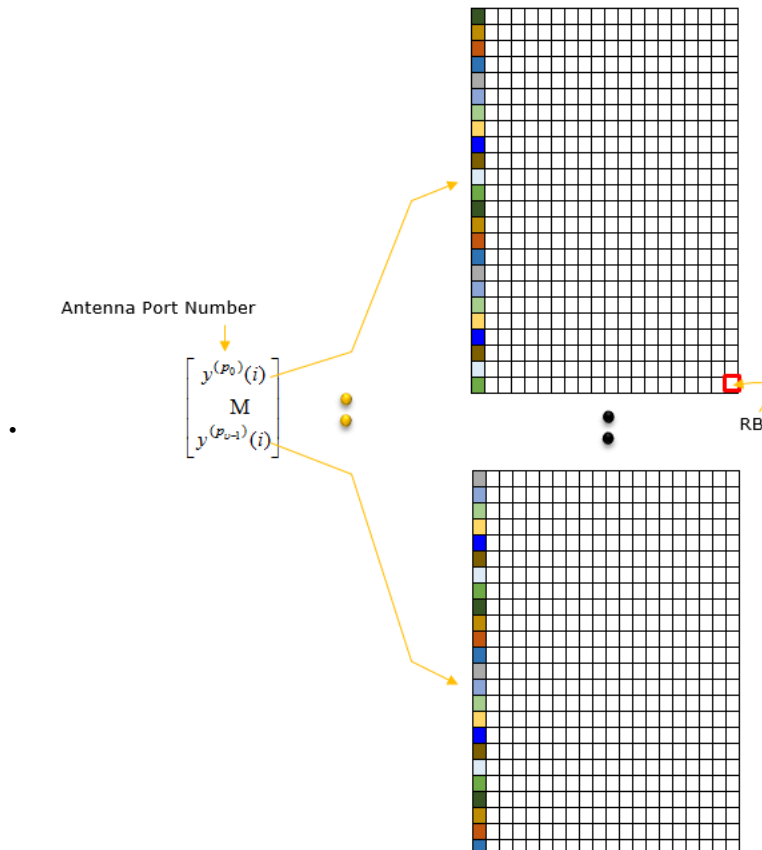 Antenna Port Number
y^(p_0)(i)
M
y^(p_{υ-1})(i)
RB